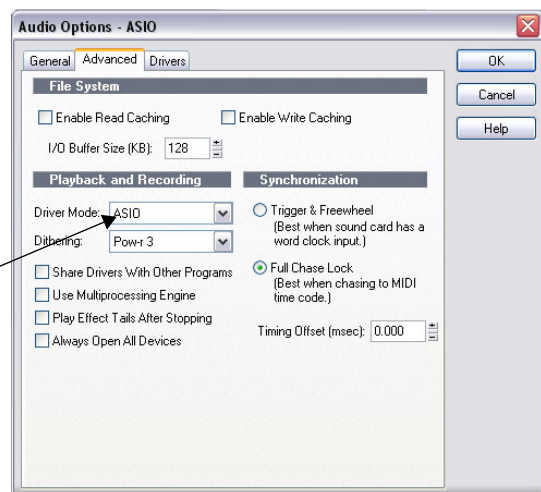 Audio Options - ASIO
General Advanced Drivers
OK
Cancel
Help
File System
Enable Read Caching Enable Write Caching
I/O Buffer Size (KB): 128
Playback and Recording
Driver Mode: ASIO
Dithering: Pow-r 3
Share Drivers With Other Programs
Use Multiprocessing Engine
Play Effect Tails After Stopping
Always Open All Devices
Synchronization
Trigger & Freewheel
(Best when sound card has a
word clock input.)
Full Chase Lock
(Best when chasing to MIDI
time code.)
Timing Offset (msec): 0.000